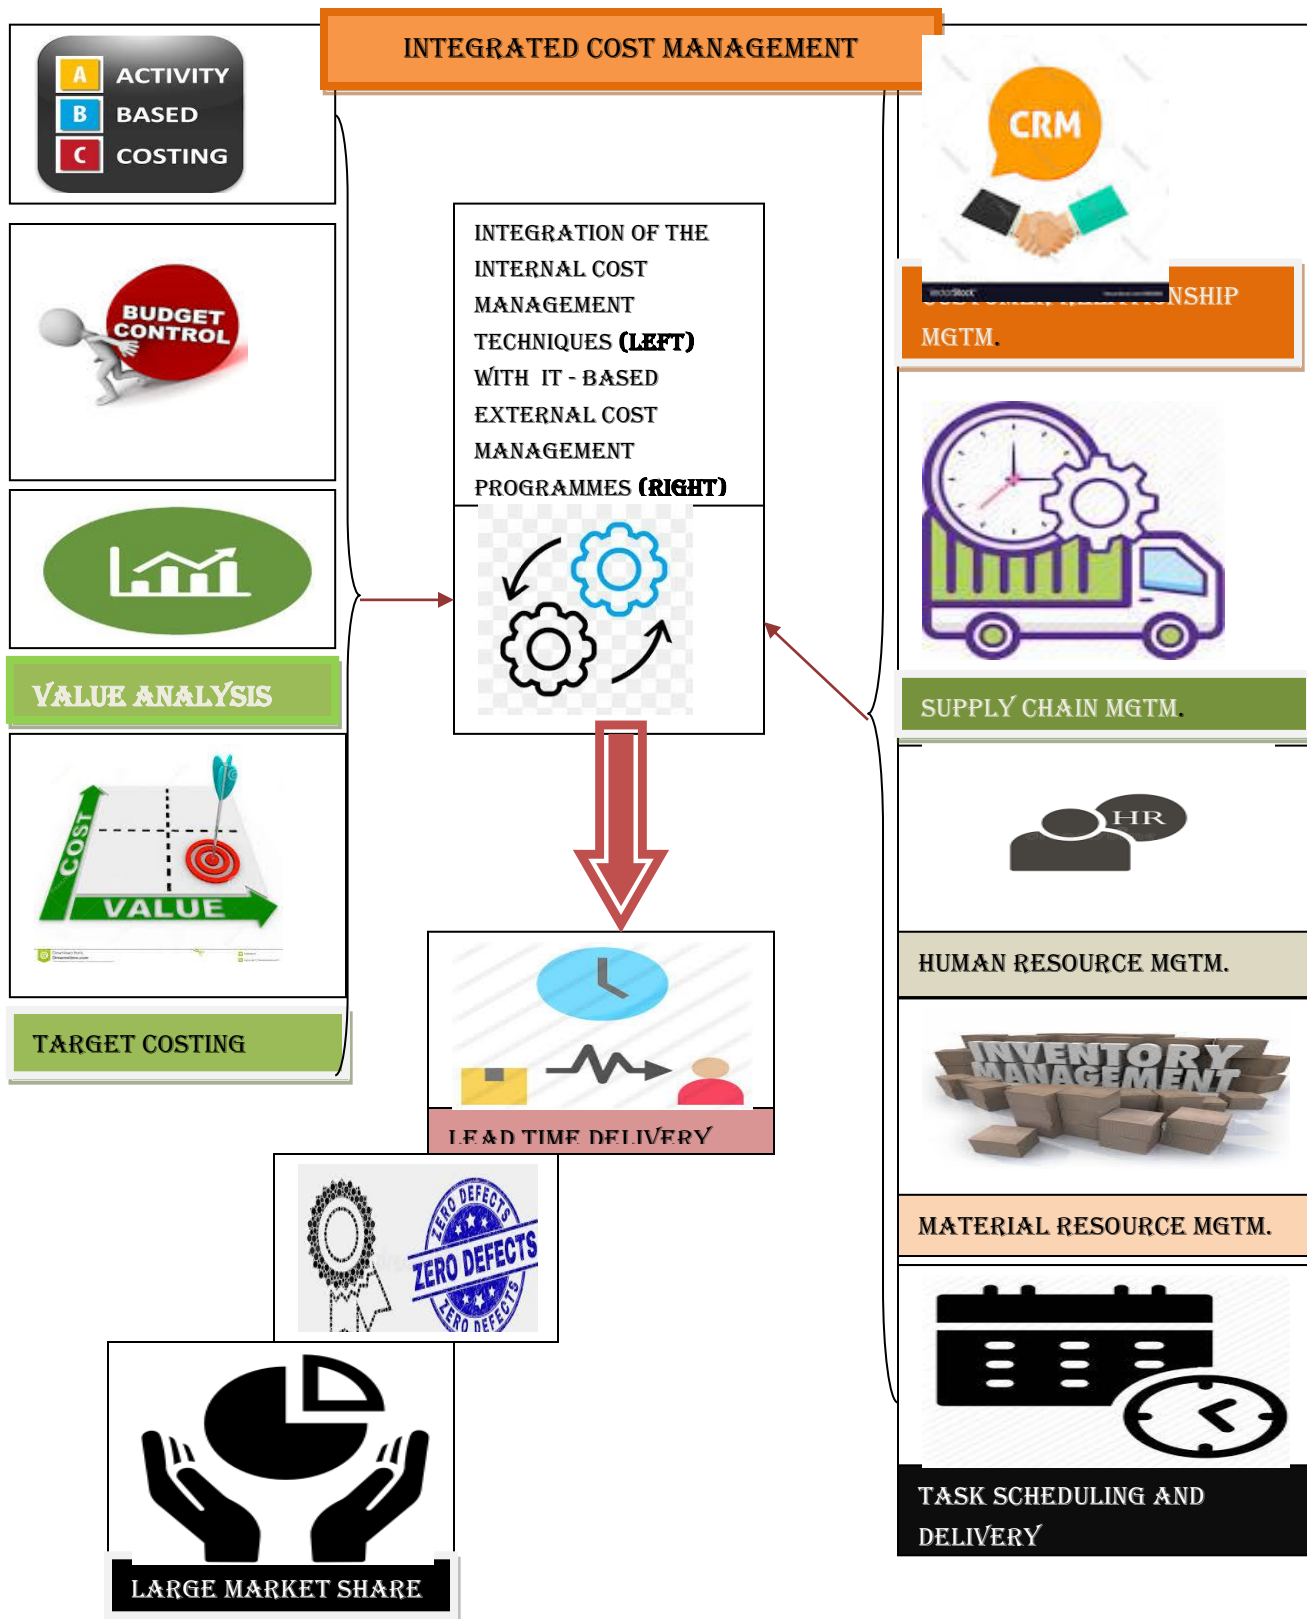 INTEGRATED COST MANAGEMENT
A ACTIVITY
B BASED
C COSTING
BUDGET
CONTROL
VALUE ANALYSIS
COST
VALUE
TARGET COSTING
INTEGRATION OF THE
INTERNAL COST
MANAGEMENT
TECHNIQUES (LEFT)
WITH IT - BASED
EXTERNAL COST
MANAGEMENT
PROGRAMMES (RIGHT)
LEAD TIME DELIVERY
ZERO DEFECTS
ZERO DEFECTS
ZERO DEFECTS
LARGE MARKET SHARE
CRM
VectorStock
CUSTOMER RELATIONSHIP
MGTM.
SUPPLY CHAIN MGTM.
HR
HUMAN RESOURCE MGTM.
INVENTORY
MANAGEMENT
MATERIAL RESOURCE MGTM.
TASK SCHEDULING AND
DELIVERY